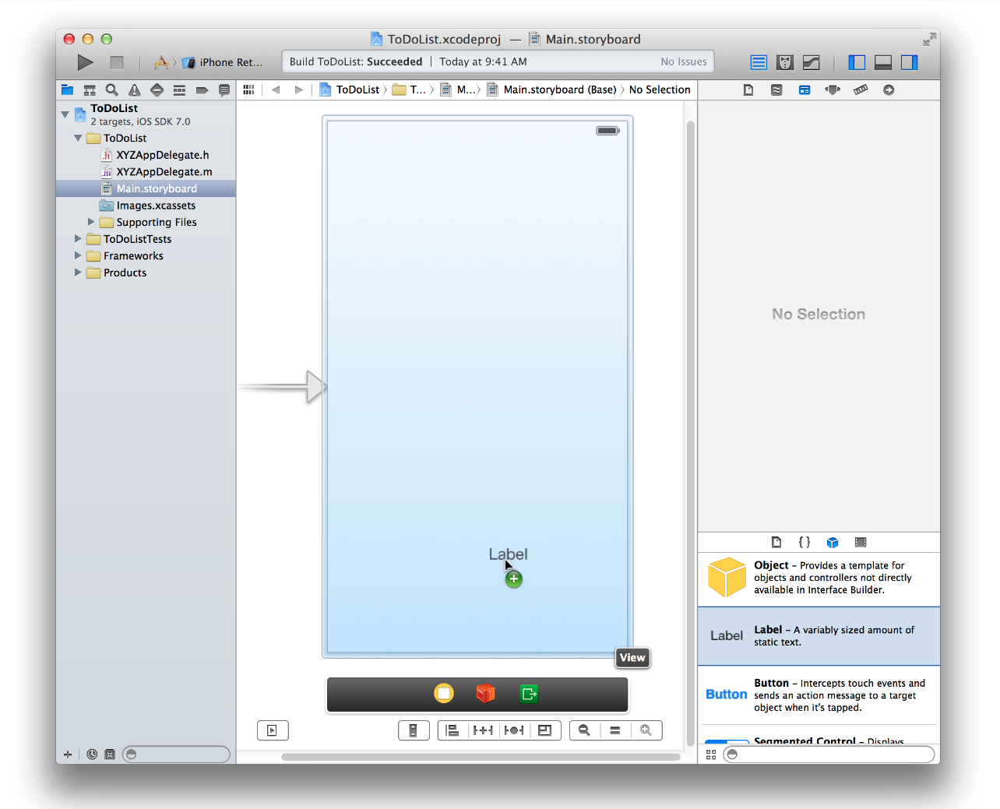 ToDoList.xcodeproj — Main.storyboard
iPhone Ret...
Build ToDoList: Succeeded | Today at 9:41 AM
No Issues
ToDoList
T...
M...
Main.storyboard (Base)
No Selection
ToDoList
2 targets, iOS SDK 7.0
ToDoList
XYZAppDelegate.h
XYZAppDelegate.m
Main.storyboard
Images.xcassets
Supporting Files
ToDoListTests
Frameworks
Products
Label
View
No Selection
Object – Provides a template for
objects and controllers not directly
available in Interface Builder.
Label
Label – A variably sized amount of
static text.
Button
Button – Intercepts touch events and
sends an action message to a target
object when it's tapped.
Segmented Control – Displays